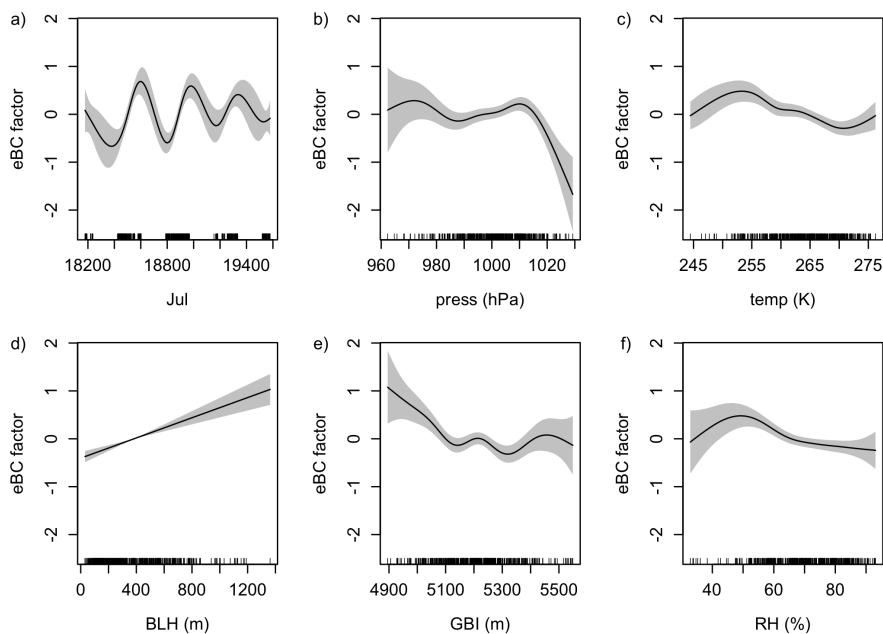 a) b) c)
2 2 2
1 1 1
eBC factor eBC factor eBC factor
0 0 0
-1 -1 -1
-2 -2 -2
18200 18800 19400 960 980 1000 1020 245 255 265 275
Jul press (hPa) temp (K)
d) e) f)
2 2 2
1 1 1
eBC factor eBC factor eBC factor
0 0 0
-1 -1 -1
-2 -2 -2
0 400 800 1200 4900 5100 5300 5500 40 60 80
BLH (m) GBI (m) RH (%)